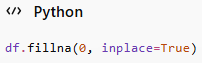 </> Python
df.fillna(0, inplace=True)